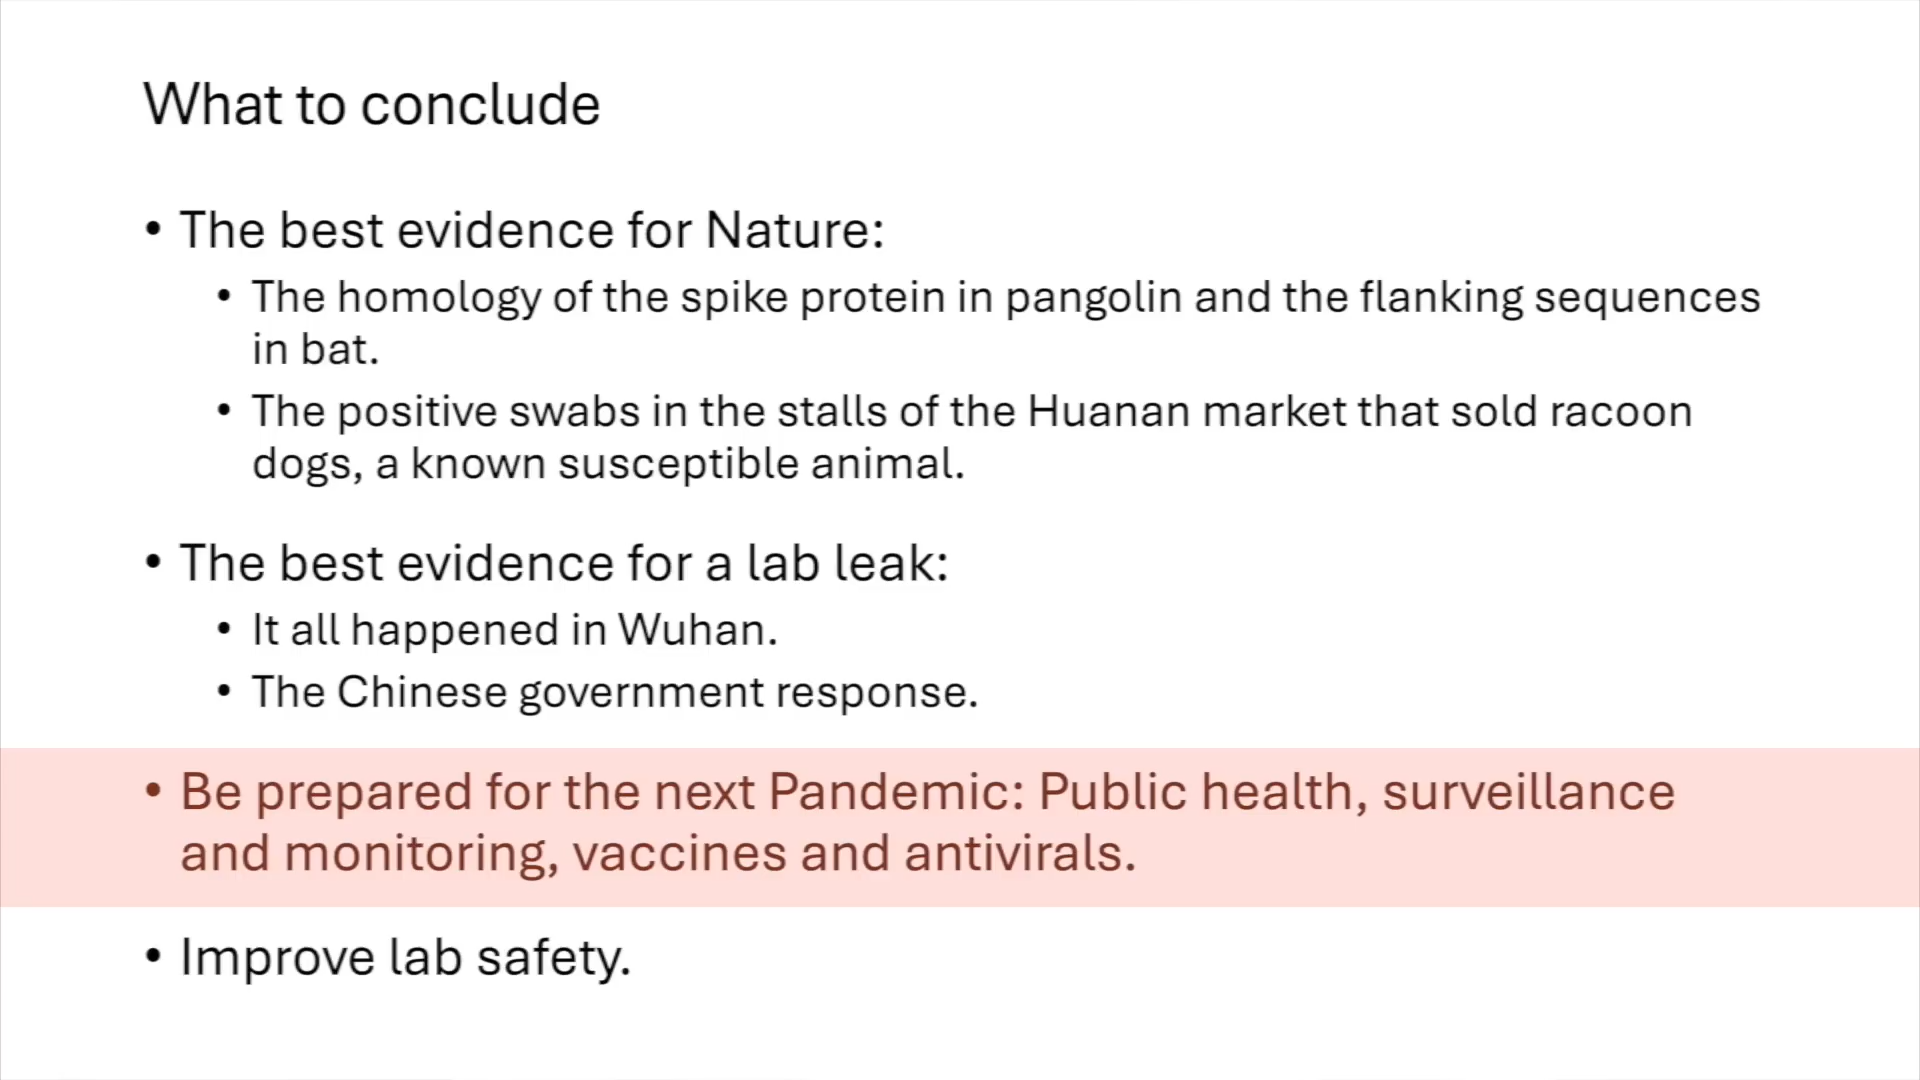 What to conclude
• The best evidence for Nature:
• The homology of the spike protein in pangolin and the flanking sequences
in bat.
• The positive swabs in the stalls of the Huanan market that sold racoon
dogs, a known susceptible animal.
• The best evidence for a lab leak:
• It all happened in Wuhan.
• The Chinese government response.
• Be prepared for the next Pandemic: Public health, surveillance
and monitoring, vaccines and antivirals.
• Improve lab safety.